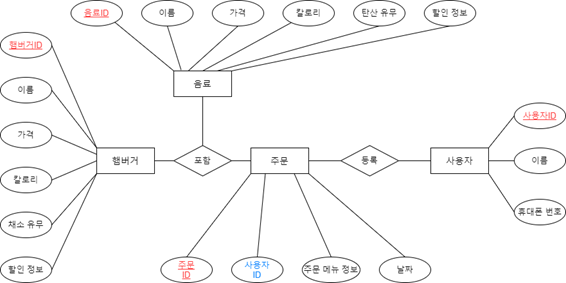 음료ID
이름
가격
칼로리
탄산 유무
할인 정보
햄버거ID
이름
가격
칼로리
채소 유무
할인 정보
음료
햄버거
포함
주문
등록
사용자
사용자ID
이름
휴대폰 번호
주문
ID
사용자
ID
주문 메뉴 정보
날짜